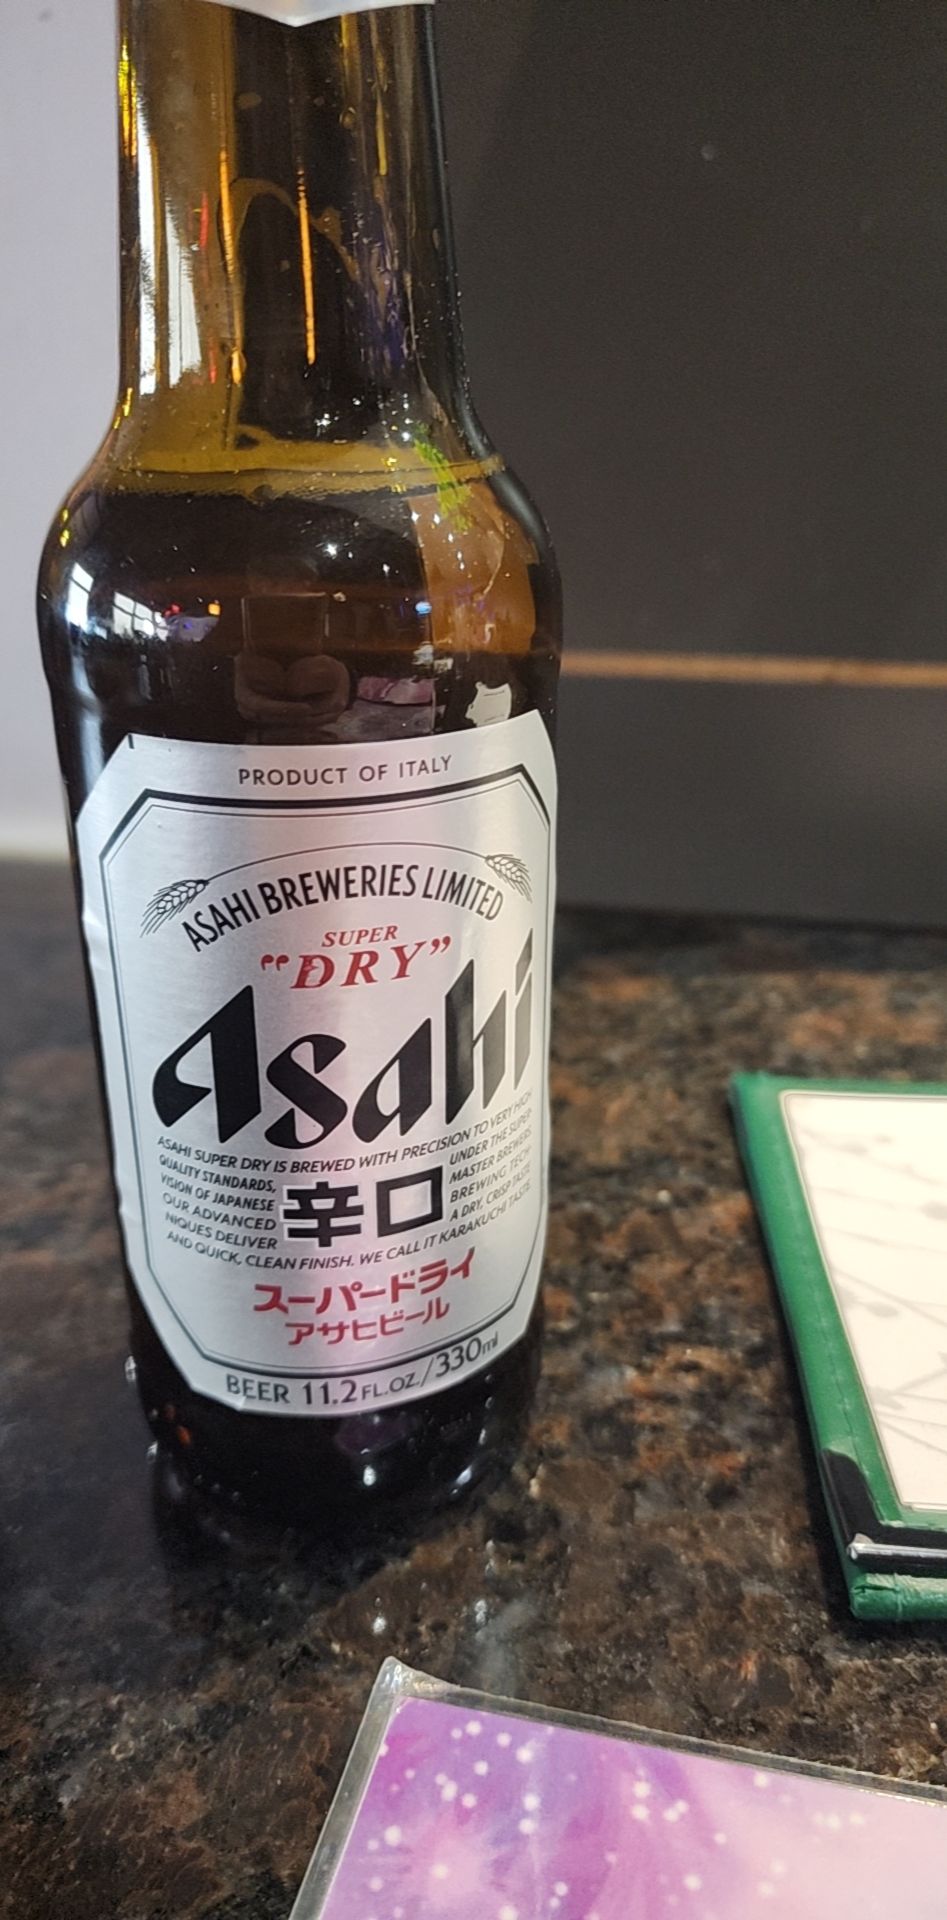 PRODUCT OF ITALY
ASAHI BREWERIES LIMITED
SUPER
"DRY"
Asahi
ASAHI SUPER DRY IS BREWED WITH PRECISION TO VERY HIGH
QUALITY STANDARDS, UNDER THE SUPER-
VISION OF JAPANESE MASTER BREWERS.
OUR ADVANCED BREWING TECH-
NIQUES DELIVER A DRY, CRISP TASTE
辛口
AND QUICK, CLEAN FINISH. WE CALL IT KARAKUCHI TASTE.
スーパードライ
アサヒビール
BEER 11.2 FL.OZ./330ml